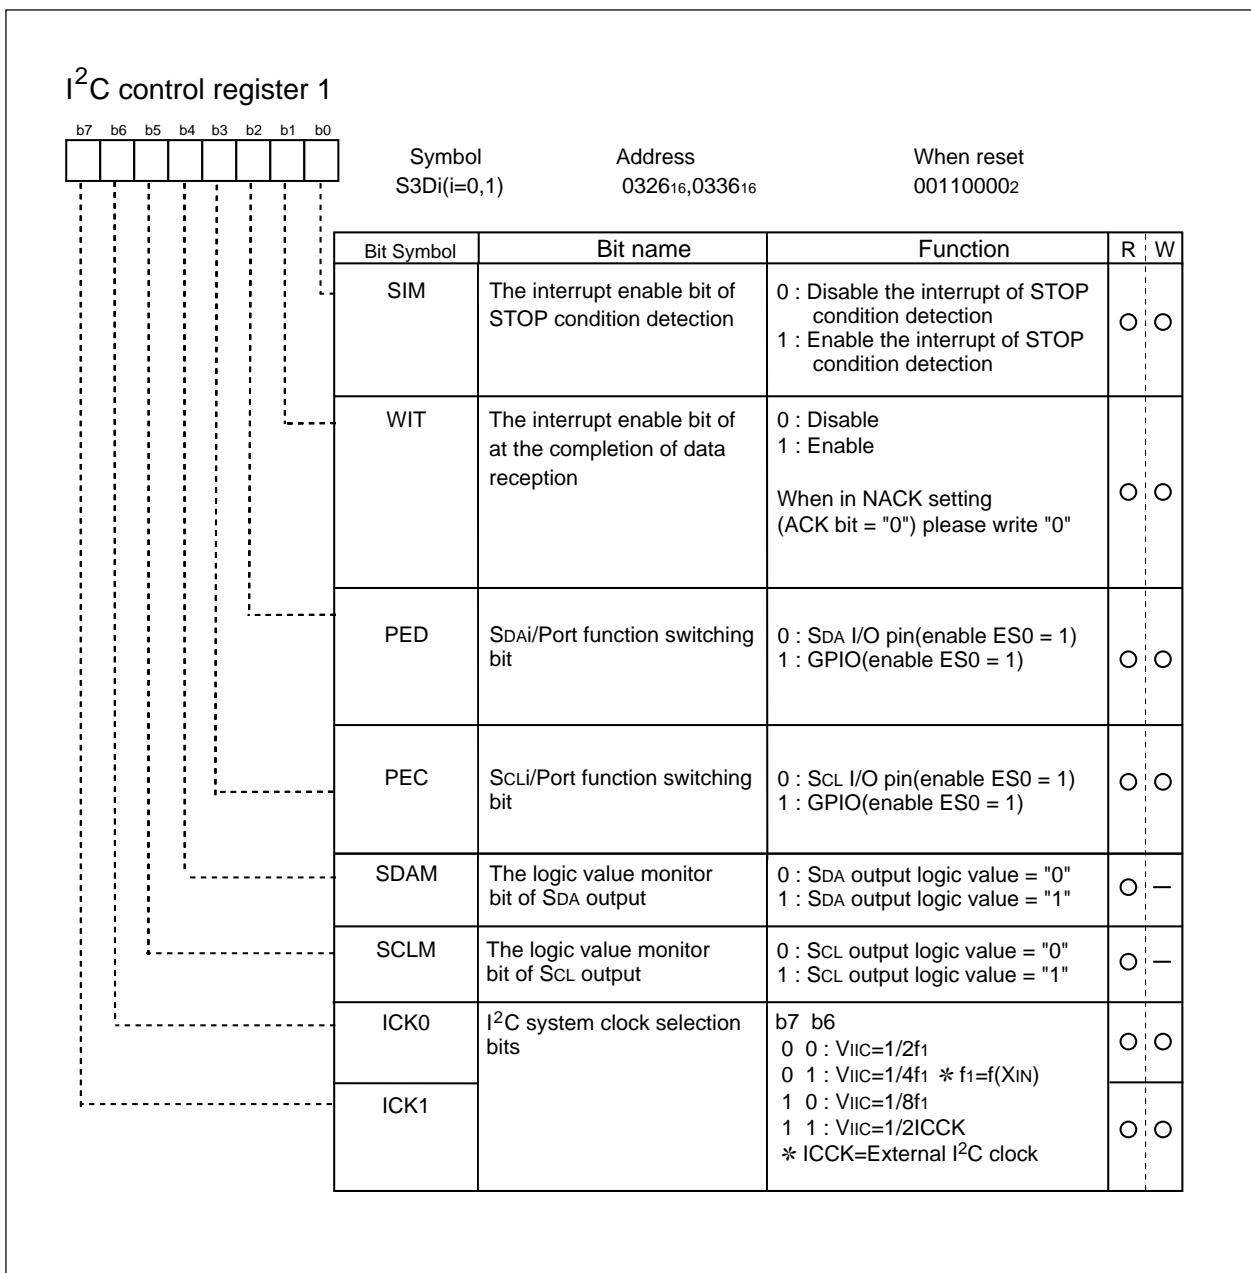 I²C control register 1
b7 b6 b5 b4 b3 b2 b1 b0
Symbol Address When reset
S3Di(i=0,1) 0326₁₆,0336₁₆ 00110000₂
Bit Symbol Bit name Function R W
SIM
The interrupt enable bit of
STOP condition detection
0 : Disable the interrupt of STOP
condition detection
1 : Enable the interrupt of STOP
condition detection
WIT
The interrupt enable bit of
at the completion of data
reception
0 : Disable
1 : Enable
When in NACK setting
(ACK bit = "0") please write "0"
PED
SDAi/Port function switching
bit
0 : SDA I/O pin(enable ES0 = 1)
1 : GPIO(enable ES0 = 1)
PEC
SCLi/Port function switching
bit
0 : SCL I/O pin(enable ES0 = 1)
1 : GPIO(enable ES0 = 1)
SDAM
The logic value monitor
bit of SDA output
0 : SDA output logic value = "0"
1 : SDA output logic value = "1"
SCLM
The logic value monitor
bit of SCL output
0 : SCL output logic value = "0"
1 : SCL output logic value = "1"
ICK0
I²C system clock selection
bits
b7 b6
0 0 : VIIC=1/2f1
0 1 : VIIC=1/4f1 * f1=f(XIN)
1 0 : VIIC=1/8f1
1 1 : VIIC=1/2ICCK
* ICCK=External I²C clock
ICK1